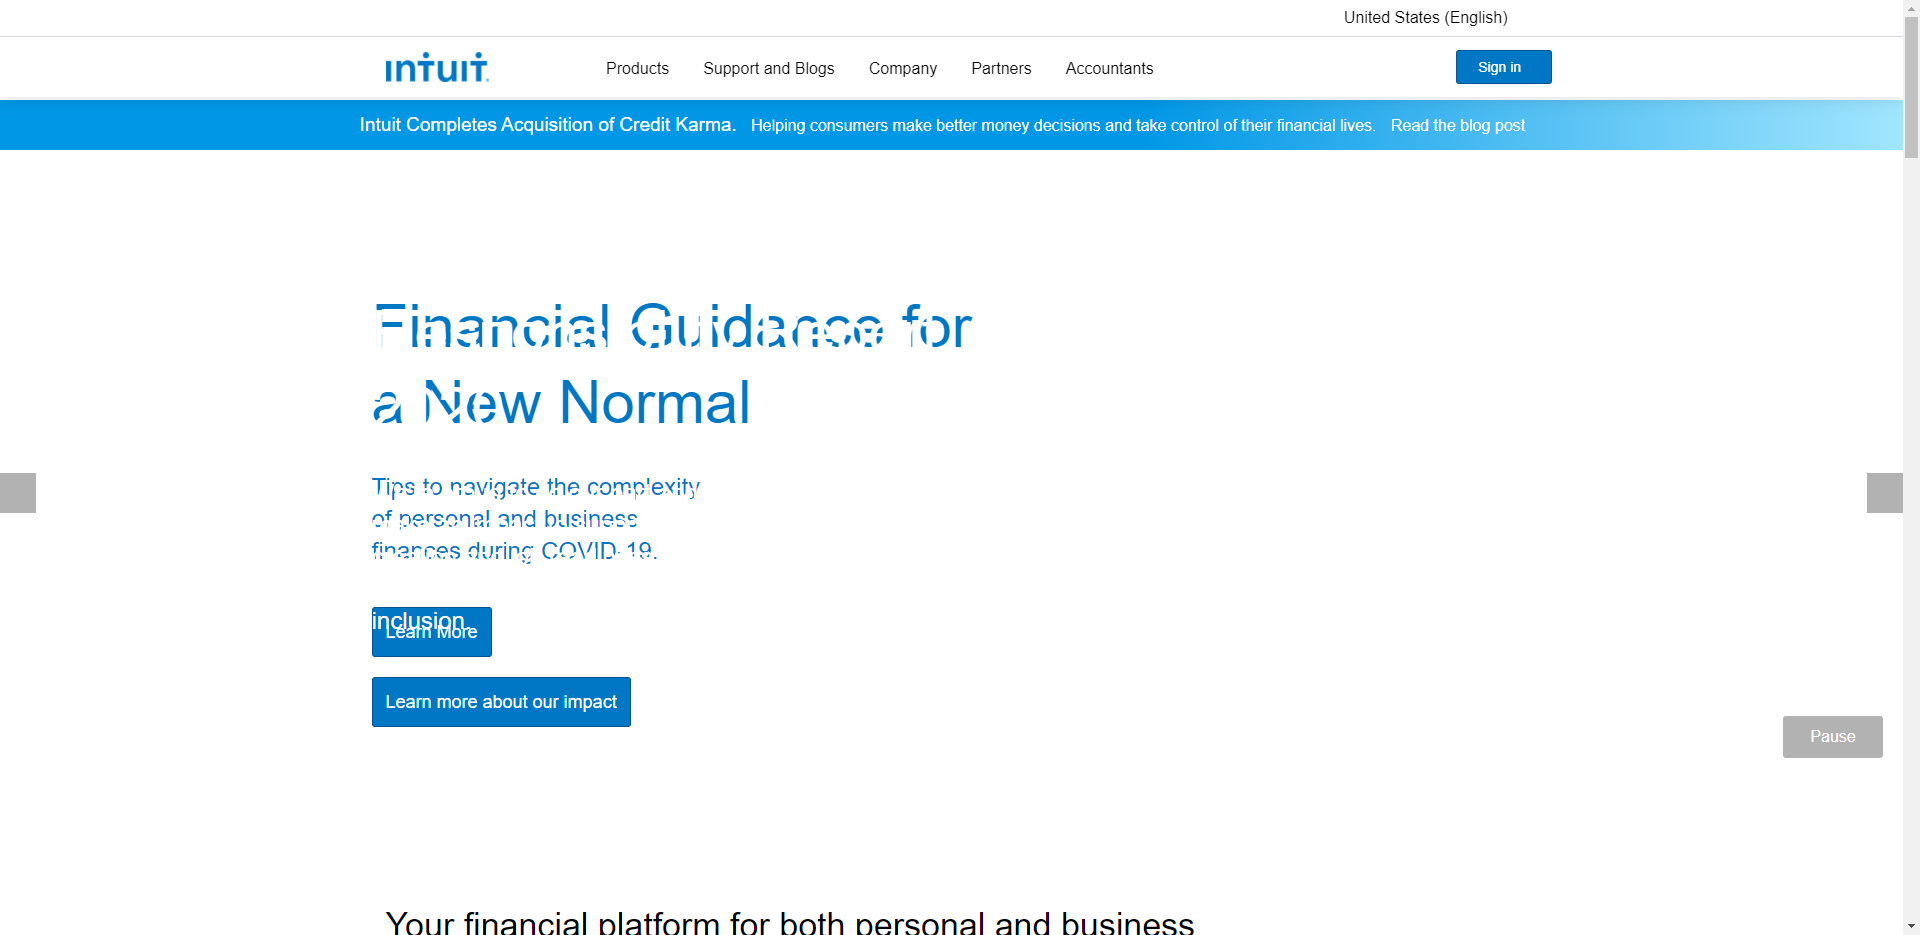 United States (English)
intuit
Products Support and Blogs Company Partners Accountants Sign in
Intuit Completes Acquisition of Credit Karma. Helping consumers make better money decisions and take control of their financial lives. Read the blog post
Financial Guidance for
a New Normal
Tips to navigate the complexity
of personal and business
finances during COVID-19.
inclusion.
Learn More
Learn more about our impact
Pause
Your financial platform for both personal and business